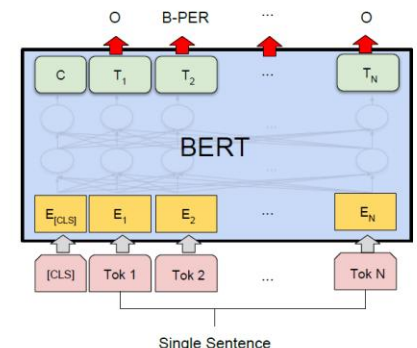 O B-PER ... O
C T1 T2 ... TN
BERT
E[CLS] E1 E2 ... EN
[CLS] Tok 1 Tok 2 ... Tok N
Single Sentence